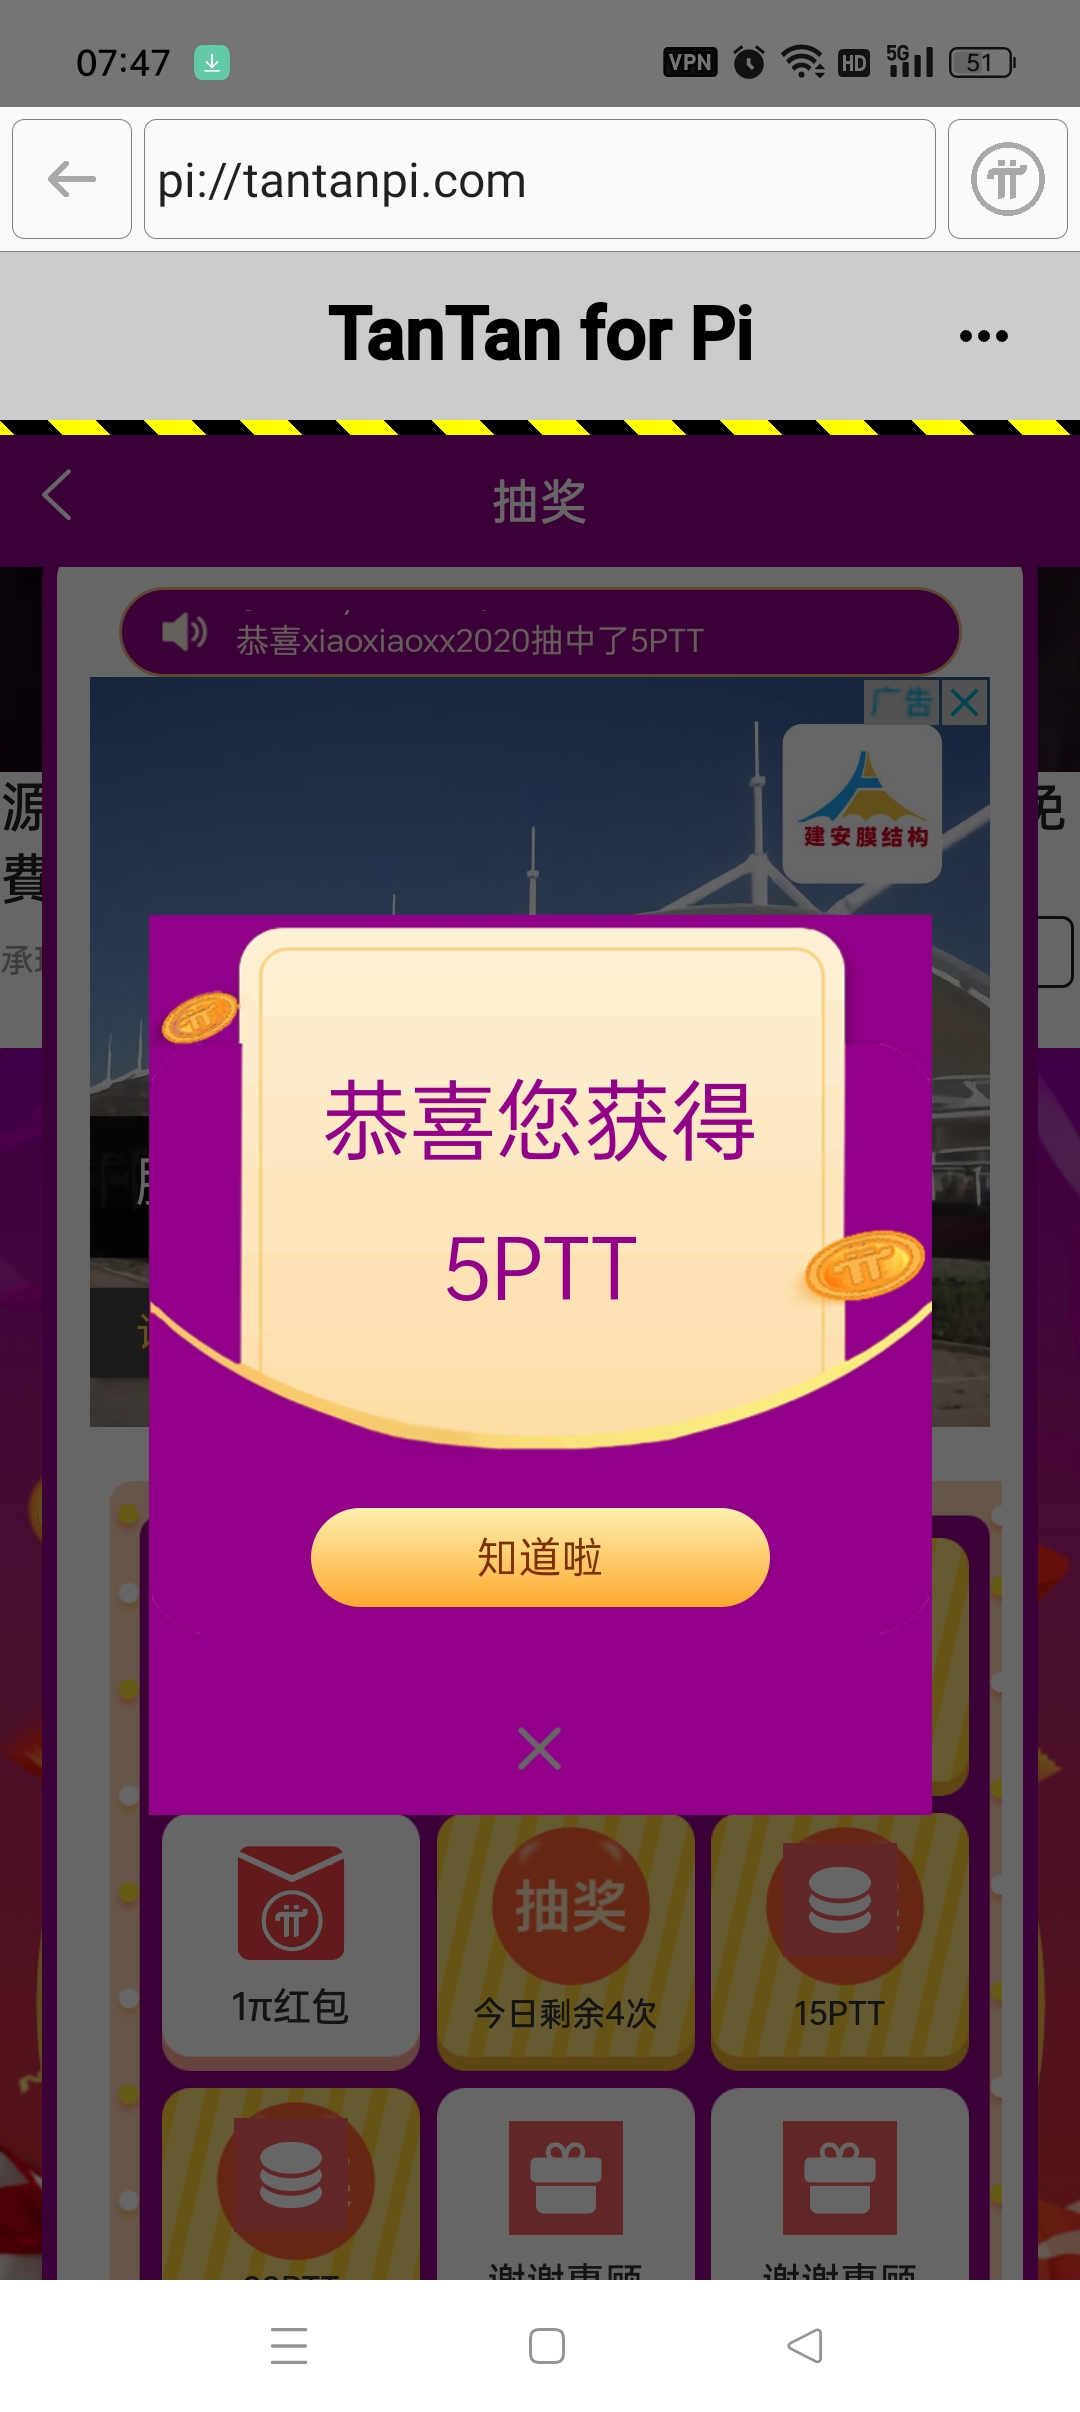 07:47
VPN
HD
5G
51
pi://tantanpi.com
TanTan for Pi
抽奖
恭喜xiaoxiaoxx2020抽中了5PTT
广告
建安膜结构
源
免
費
承
恭喜您获得
5PTT
知道啦
抽奖
1π红包
今日剩余4次
15PTT
谢谢惠顾
谢谢惠顾